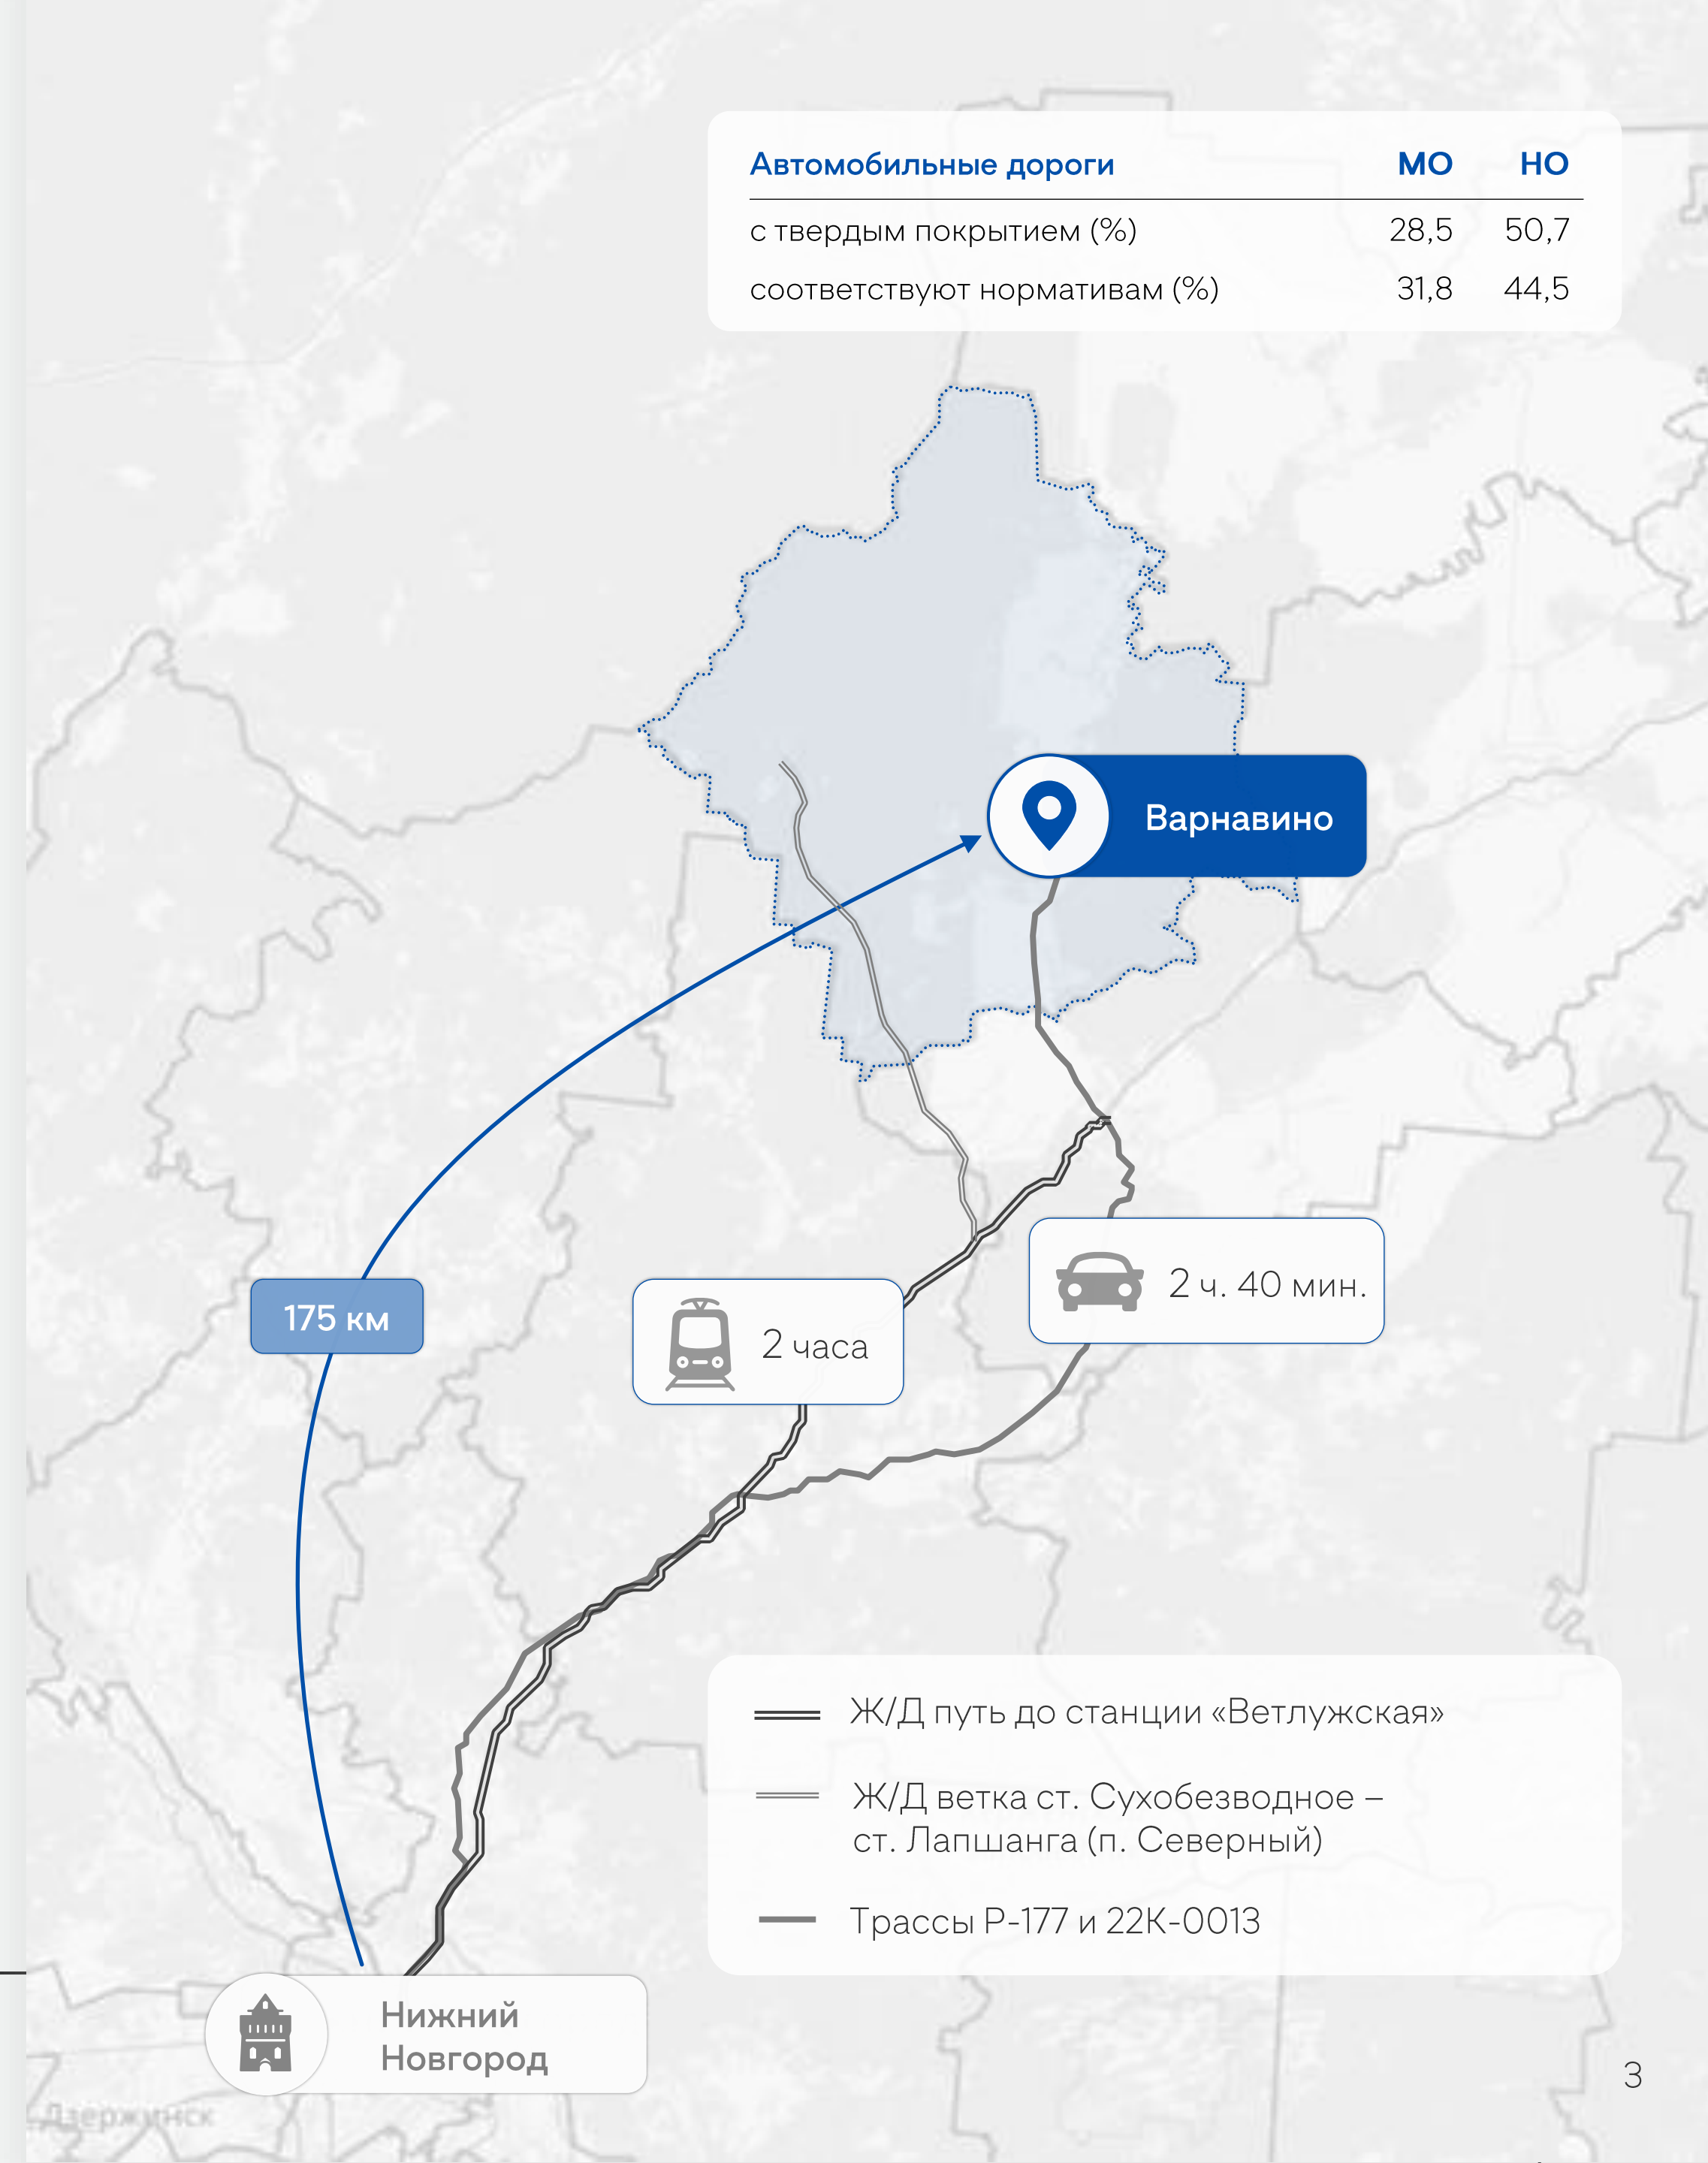 Автомобильные дороги МО НО
с твердым покрытием (%) 28,5 50,7
соответствуют нормативам (%) 31,8 44,5
Варнавино
175 км
2 часа
2 ч. 40 мин.
Ж/Д путь до станции «Ветлужская»
Ж/Д ветка ст. Сухобезводное –
ст. Лапшанга (п. Северный)
Трассы Р-177 и 22К-0013
Нижний
Новгород
Дзержинск
3